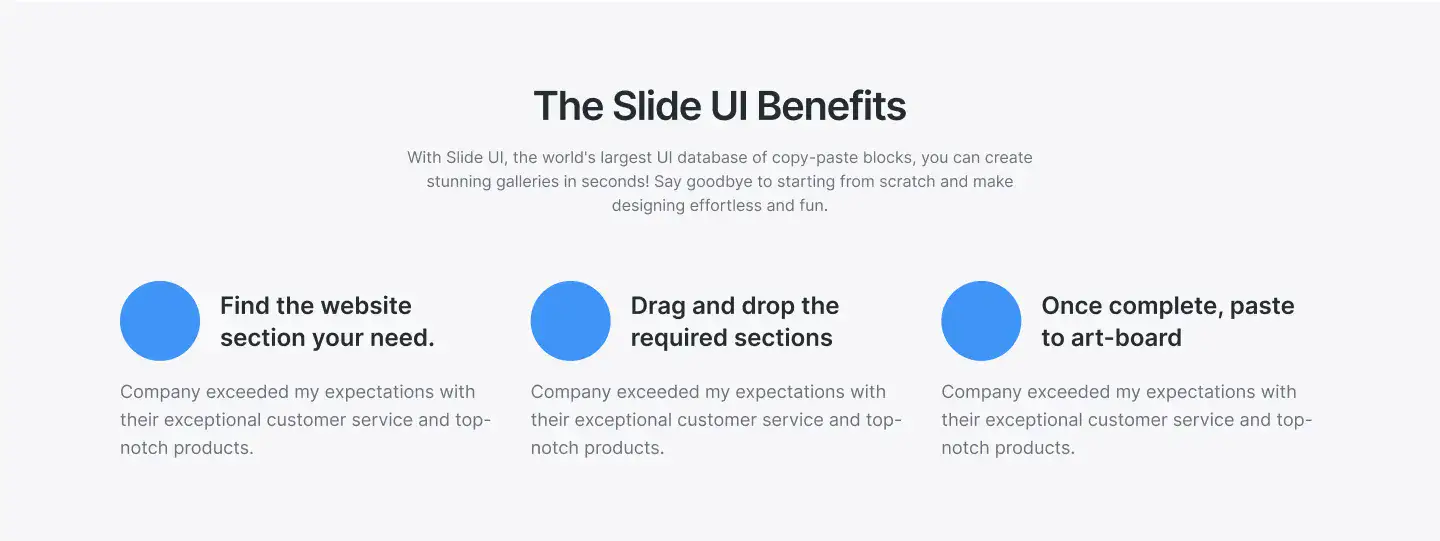 The Slide UI Benefits
With Slide UI, the world's largest UI database of copy-paste blocks, you can create
stunning galleries in seconds! Say goodbye to starting from scratch and make
designing effortless and fun.
Find the website
section your need.
Company exceeded my expectations with
their exceptional customer service and top-
notch products.
Drag and drop the
required sections
Company exceeded my expectations with
their exceptional customer service and top-
notch products.
Once complete, paste
to art-board
Company exceeded my expectations with
their exceptional customer service and top-
notch products.